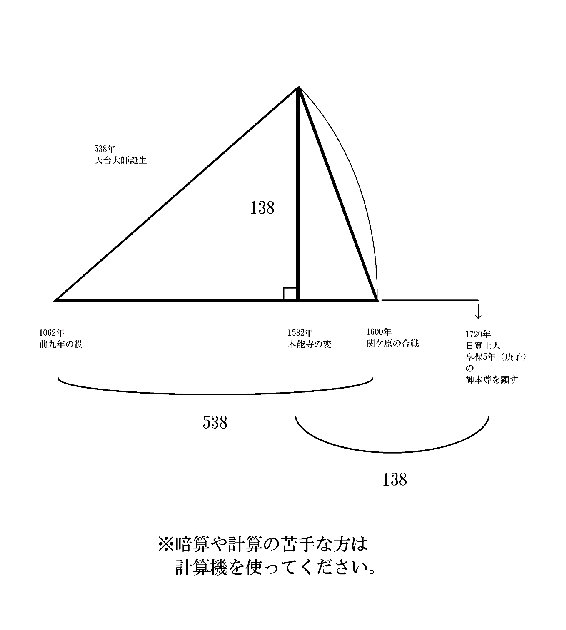 538年
天台大師誕生
138
1062年
前九年の役
1582年
本能寺の変
1600年
関ケ原の合戦
1720年
日寛上人
享保5年（庚子）
の
御本尊を顕す
538
138
※暗算や計算の苦手な方は
計算機を使ってください。